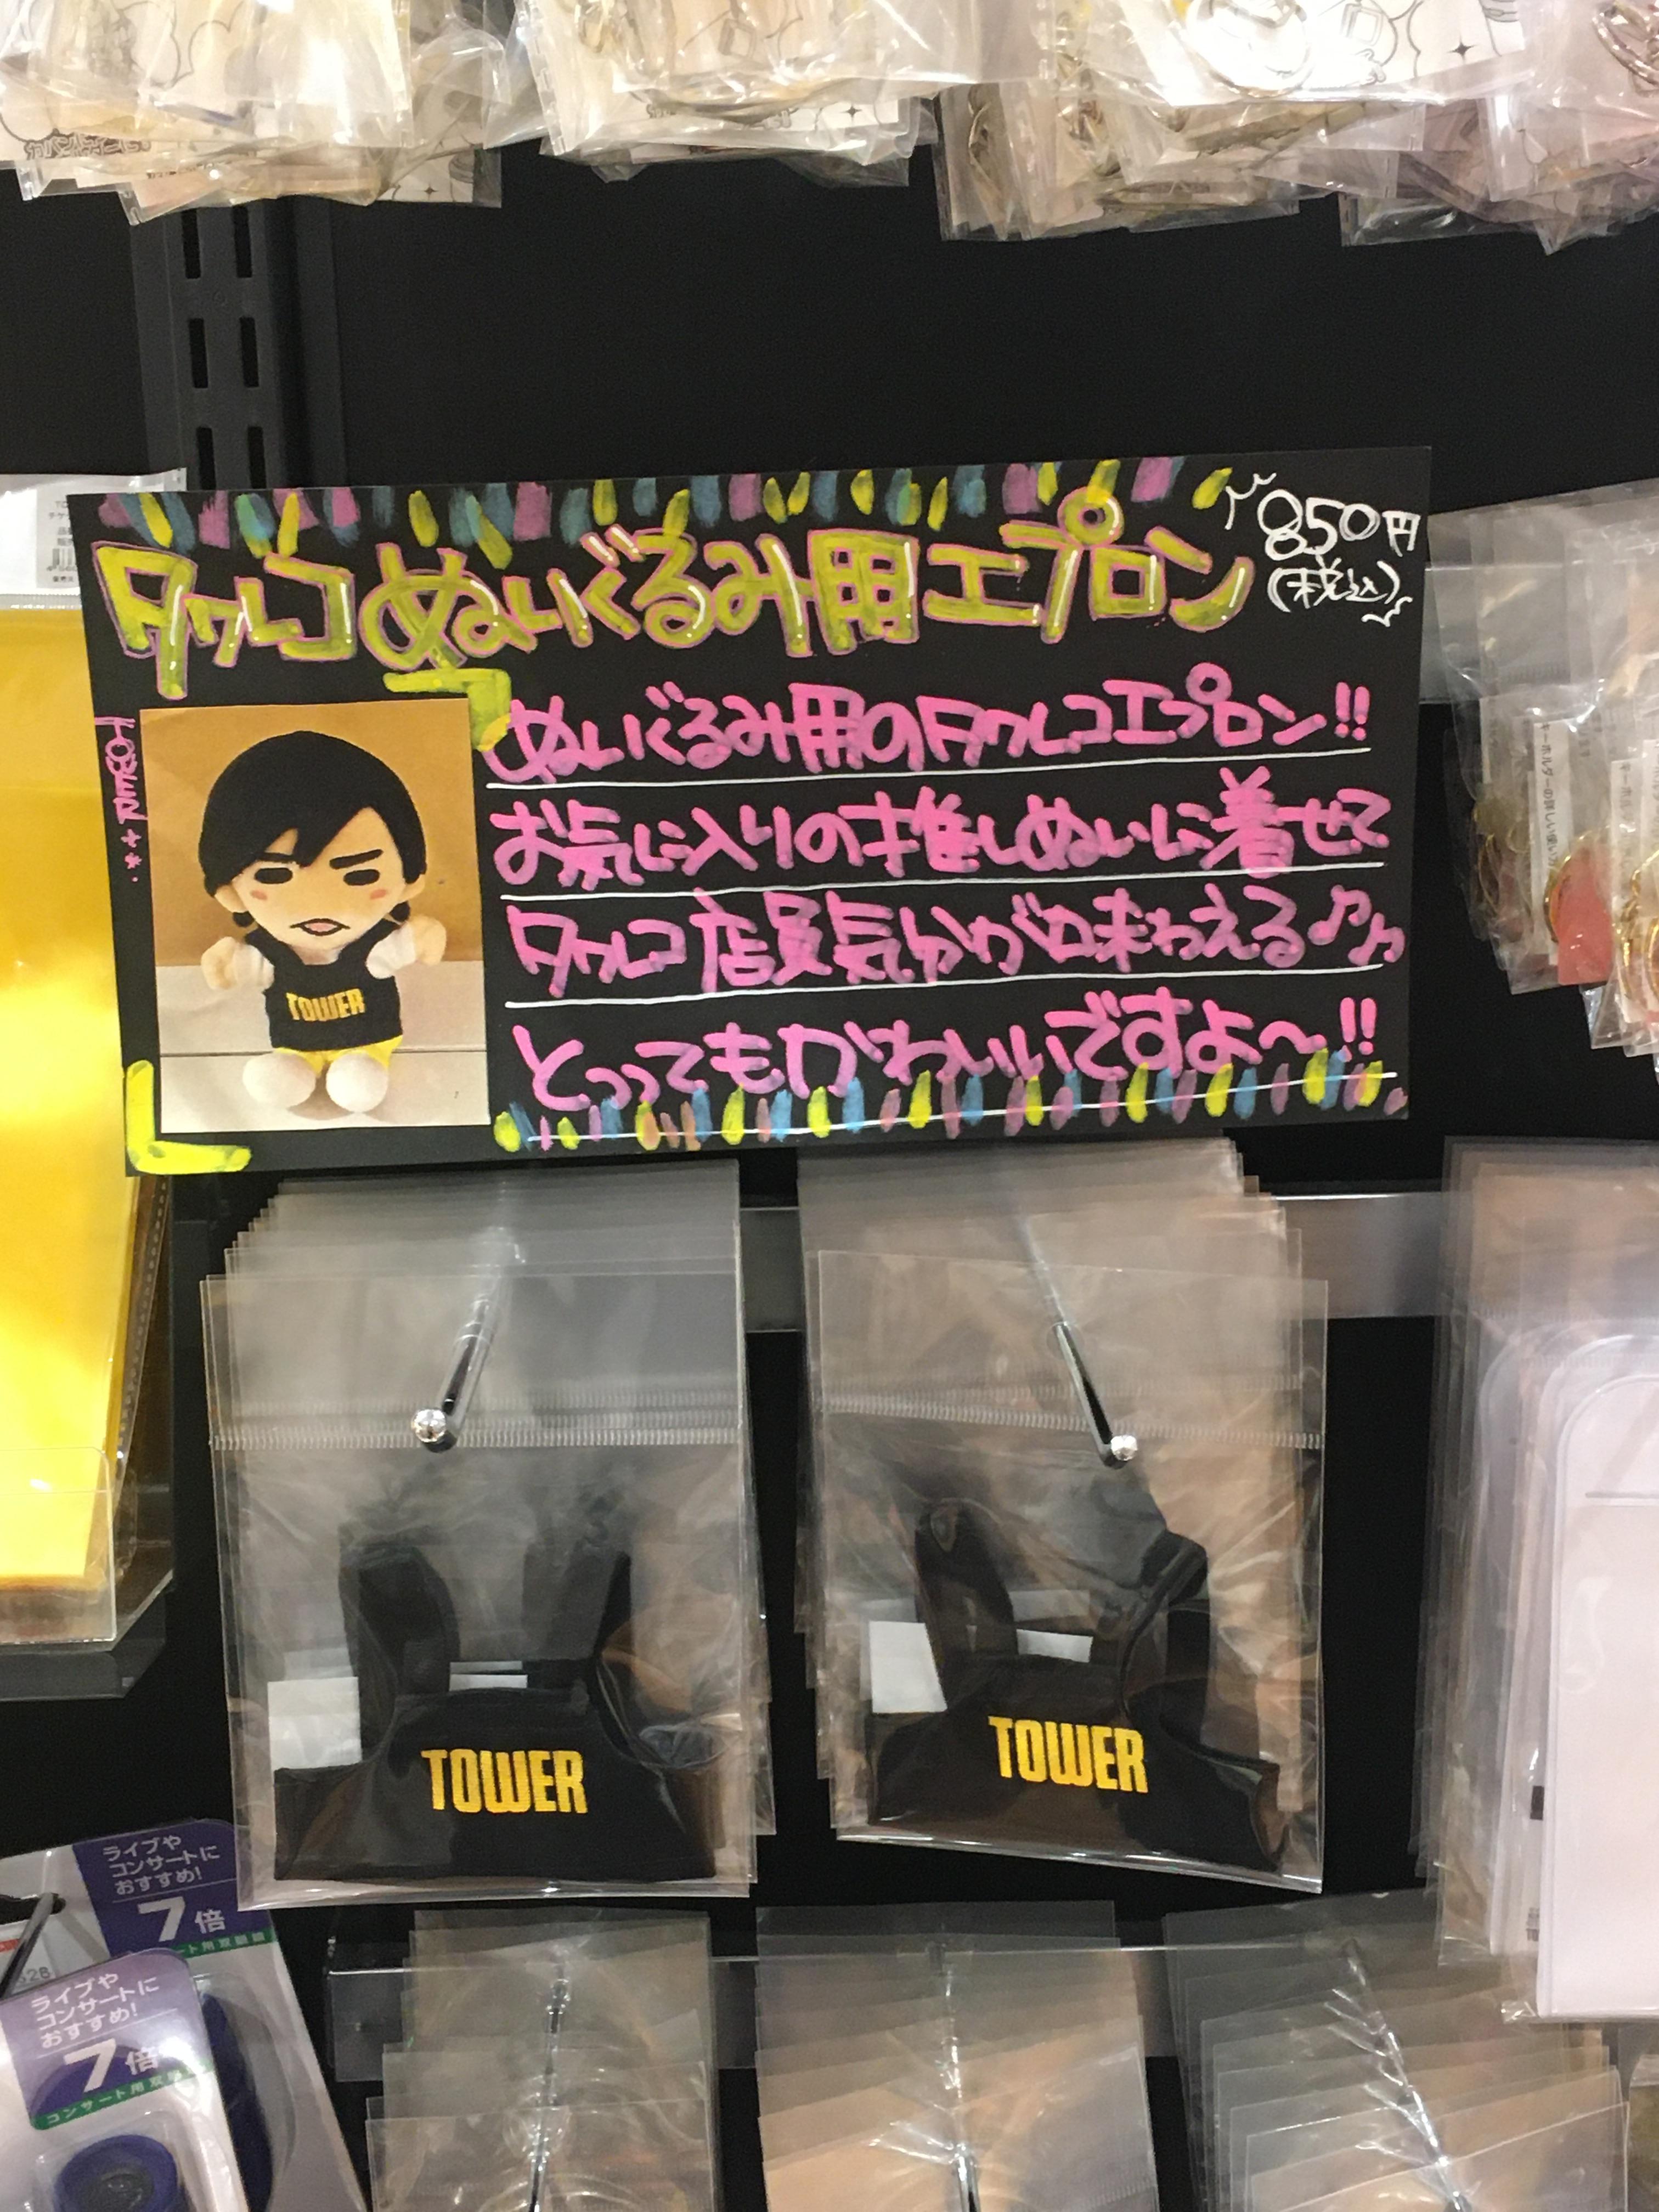 タワレコぬいぐるみ用エプロン
850円
(税込)
TOWER
ぬいぐるみ用のタワレコエプロン!!
お気に入りの推しぬいに着せて
タワレコ店員気分が味わえる♪♪
とってもかわいいですよ〜!!
TOWER
TOWER
TOWER
ライブや
コンサートに
おすすめ!
7倍
ライブや
コンサートに
おすすめ!
7倍